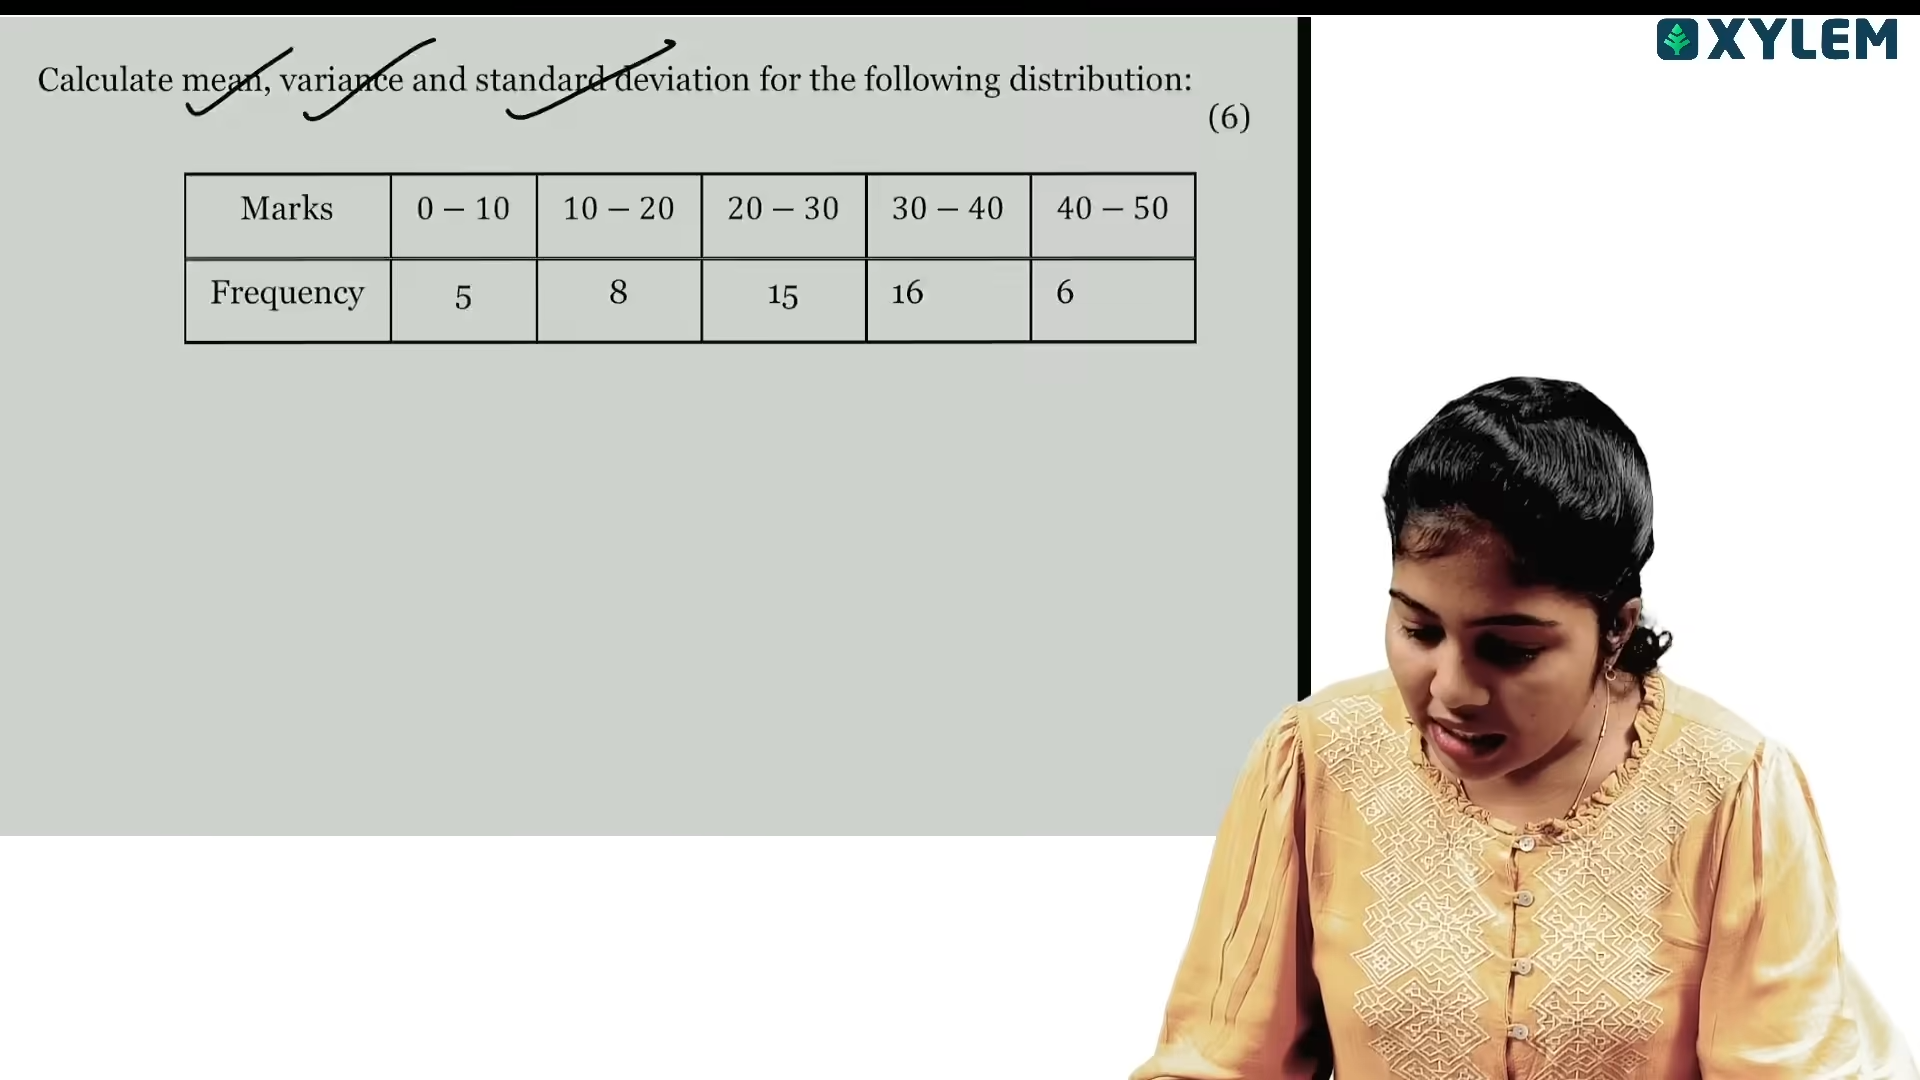 XYLEM
Calculate mean, variance and standard deviation for the following distribution:
(6)
Marks 0 – 10 10 – 20 20 – 30 30 – 40 40 – 50
Frequency 5 8 15 16 6